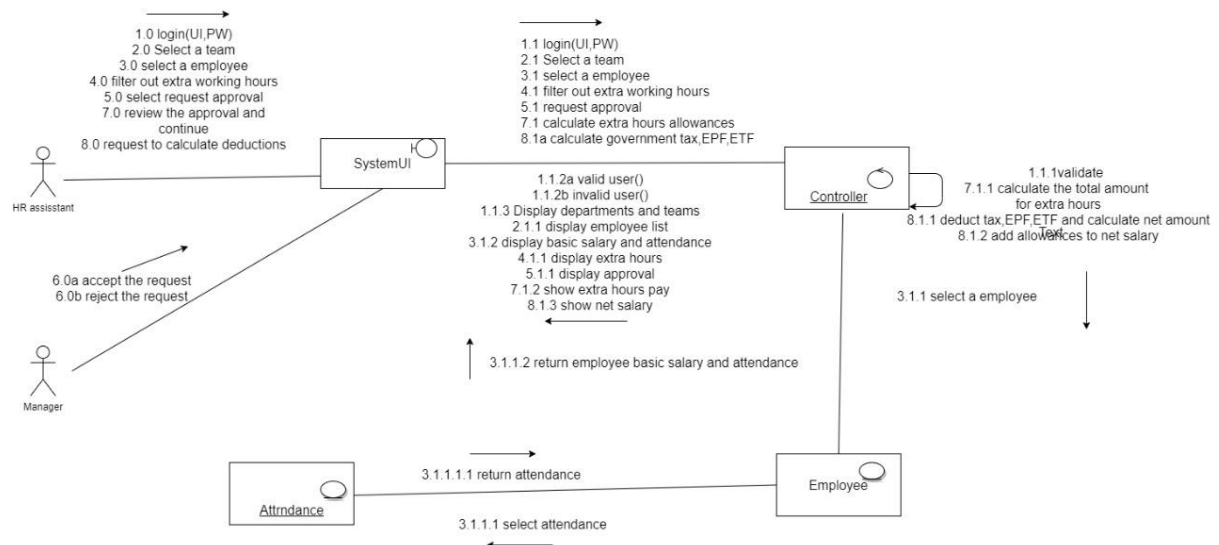 1.0 login(UI,PW)
2.0 Select a team
3.0 select a employee
4.0 filter out extra working hours
5.0 select request approval
7.0 review the approval and
continue
8.0 request to calculate deductions
1.1 login(UI,PW)
2.1 Select a team
3.1 select a employee
4.1 filter out extra working hours
5.1 request approval
7.1 calculate extra hours allowances
8.1a calculate government tax,EPF,ETF
HR assisstant
SystemUI
Controller
1.1.1validate
7.1.1 calculate the total amount
for extra hours
8.1.1 deduct tax,EPF,ETF and calculate net amount
Text
8.1.2 add allowances to net salary
1.1.2a valid user()
1.1.2b invalid user()
1.1.3 Display departments and teams
2.1.1 display employee list
3.1.2 display basic salary and attendance
4.1.1 display extra hours
5.1.1 display approval
7.1.2 show extra hours pay
8.1.3 show net salary
6.0a accept the request
6.0b reject the request
3.1.1 select a employee
3.1.1.2 return employee basic salary and attendance
Manager
3.1.1.1.1 return attendance
Attrndance
Employee
3.1.1.1 select attendance